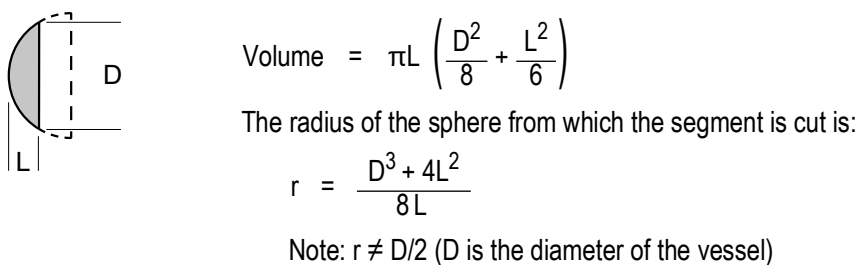 D
L
Volume = πL ( D²/8 + L²/6 )
The radius of the sphere from which the segment is cut is:
r = D³ + 4L² / 8L
Note: r ≠ D/2 (D is the diameter of the vessel)